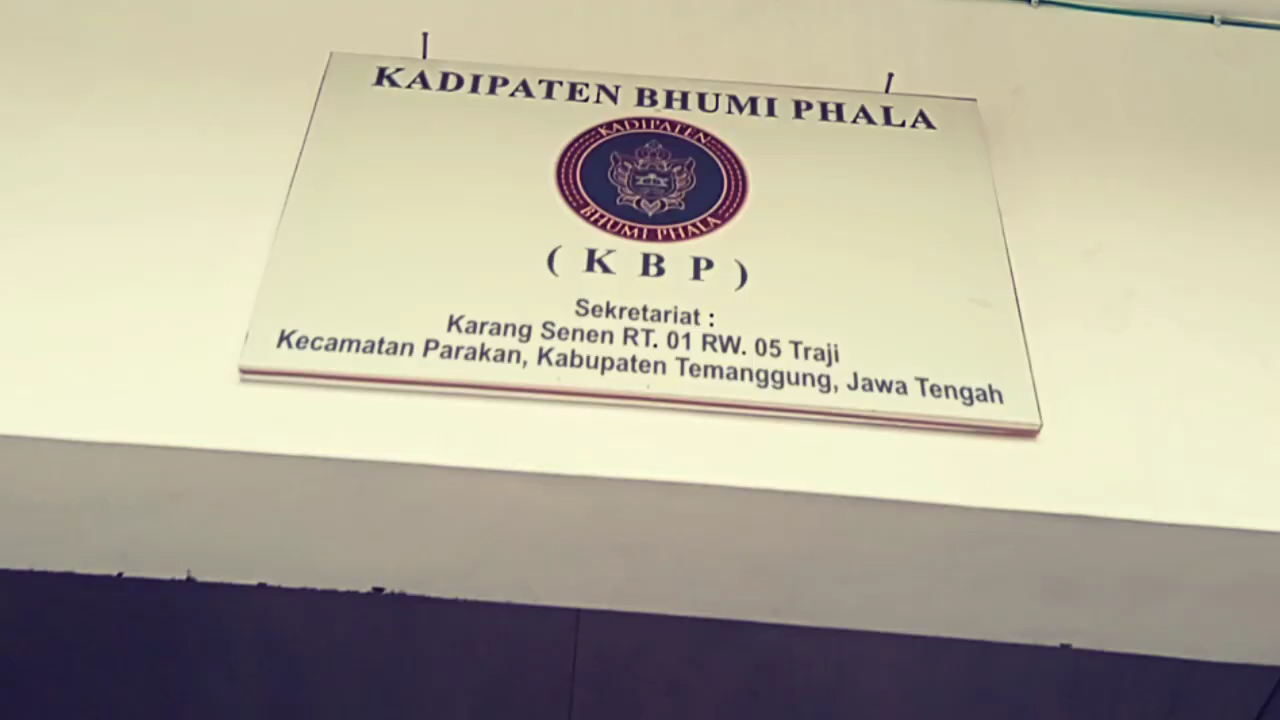 KADIPATEN BHUMI PHALA
KADIPATEN
BHUMI PHALA
( K B P )
Sekretariat :
Karang Senen RT. 01 RW. 05 Traji
Kecamatan Parakan, Kabupaten Temanggung, Jawa Tengah